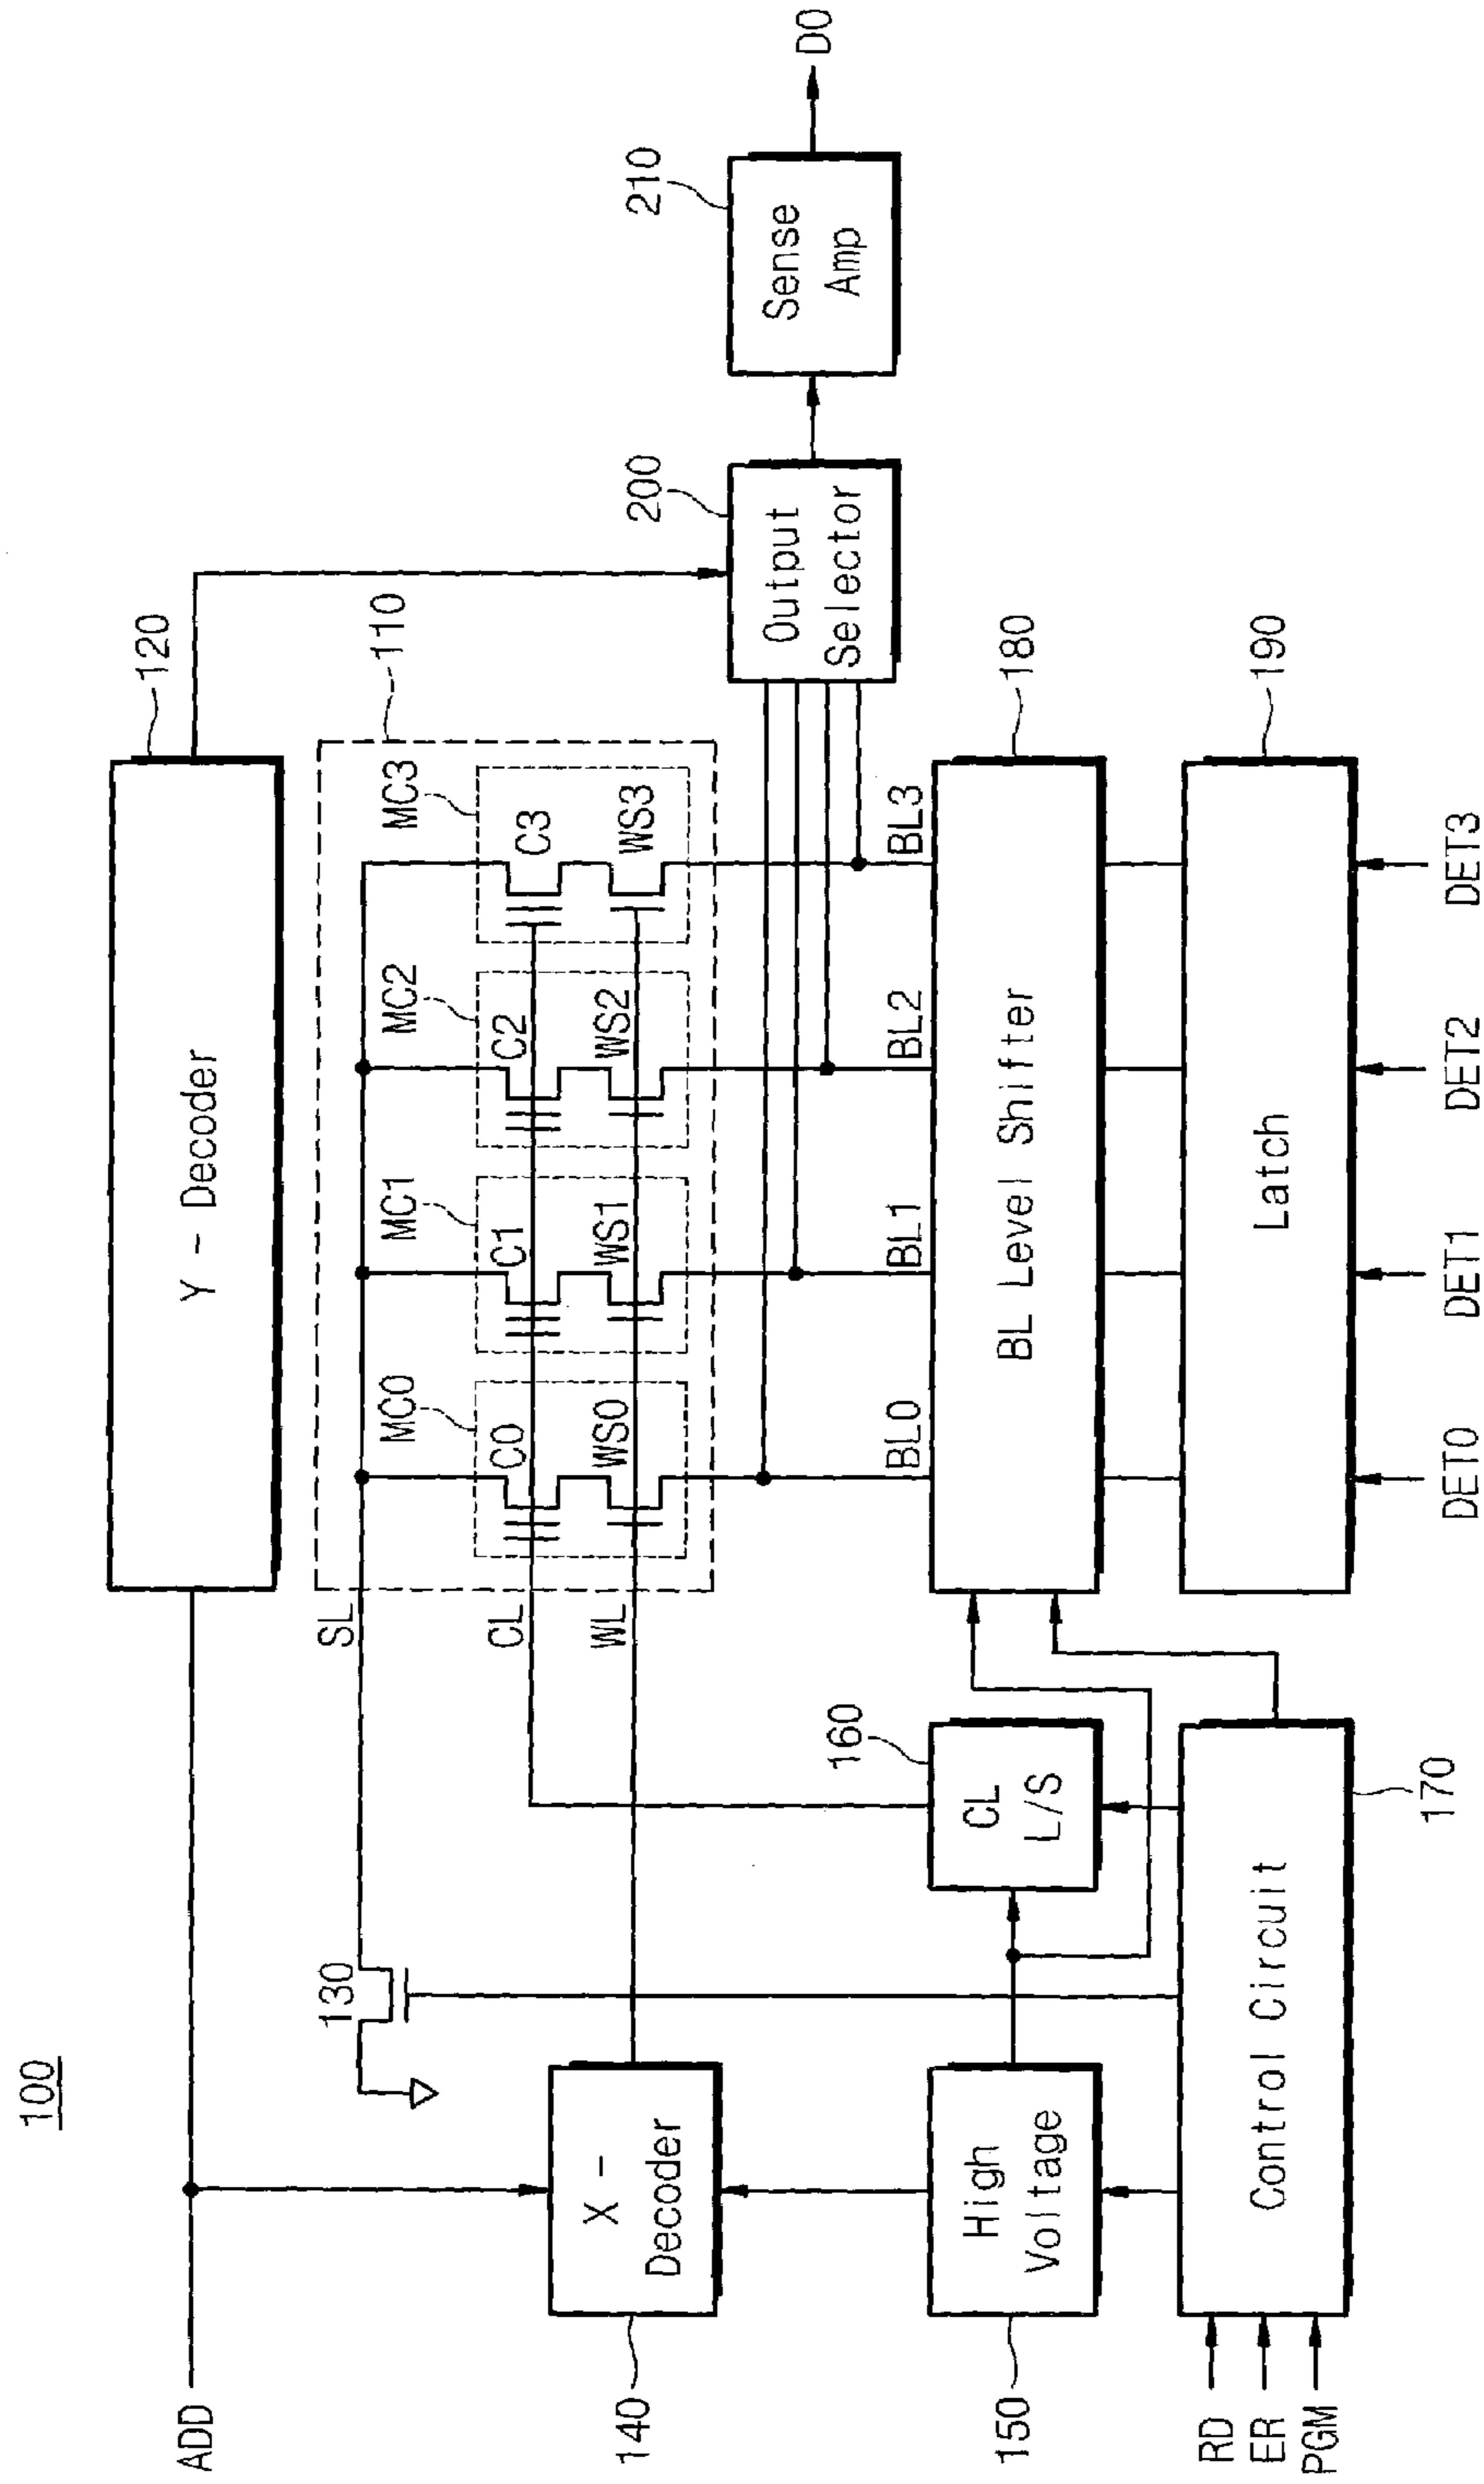 100
ADD
Y - Decoder
120
110
130
SL
CL
WL
MC0
MC1
MC2
MC3
C0
C1
C2
C3
WS0
WS1
WS2
WS3
X -
Decoder
140
High
Voltage
150
CL
L/S
160
BL0
BL1
BL2
BL3
BL Level Shifter
180
Output
Selector
200
Sense
Amp
210
DO
RD
ER
PGM
Control Circuit
170
Latch
190
DET0
DET1
DET2
DET3